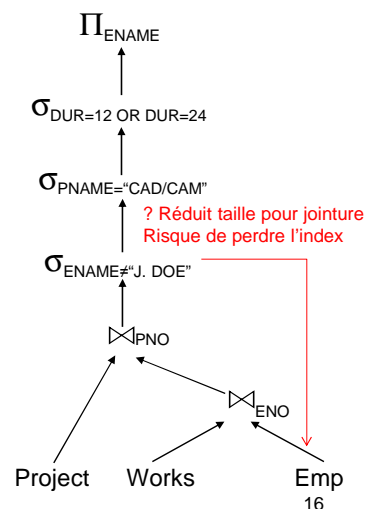 Π ENAME
σ DUR=12 OR DUR=24
σ PNAME=“CAD/CAM”
? Réduit taille pour jointure
Risque de perdre l’index
σ ENAME≠“J. DOE”
⋈ PNO
⋈ ENO
Project Works Emp
16